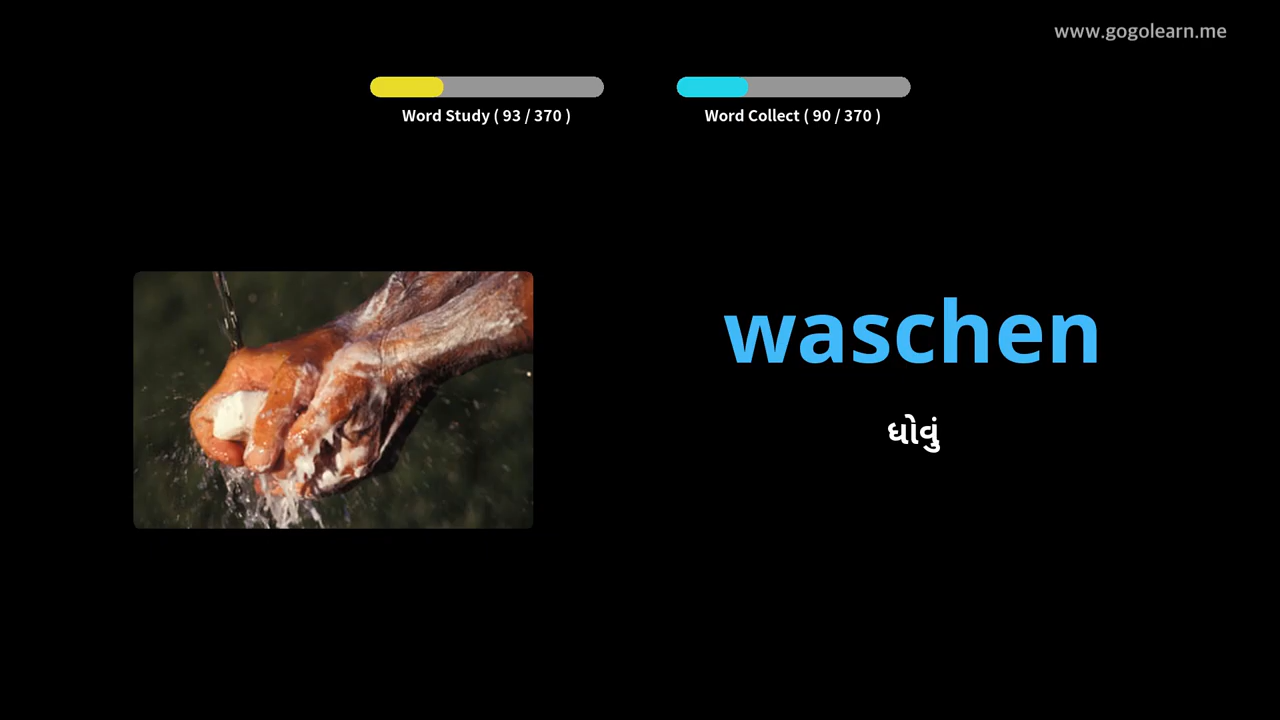 www.gogolearn.me
Word Study ( 93 / 370 )
Word Collect ( 90 / 370 )
waschen
ધોવું